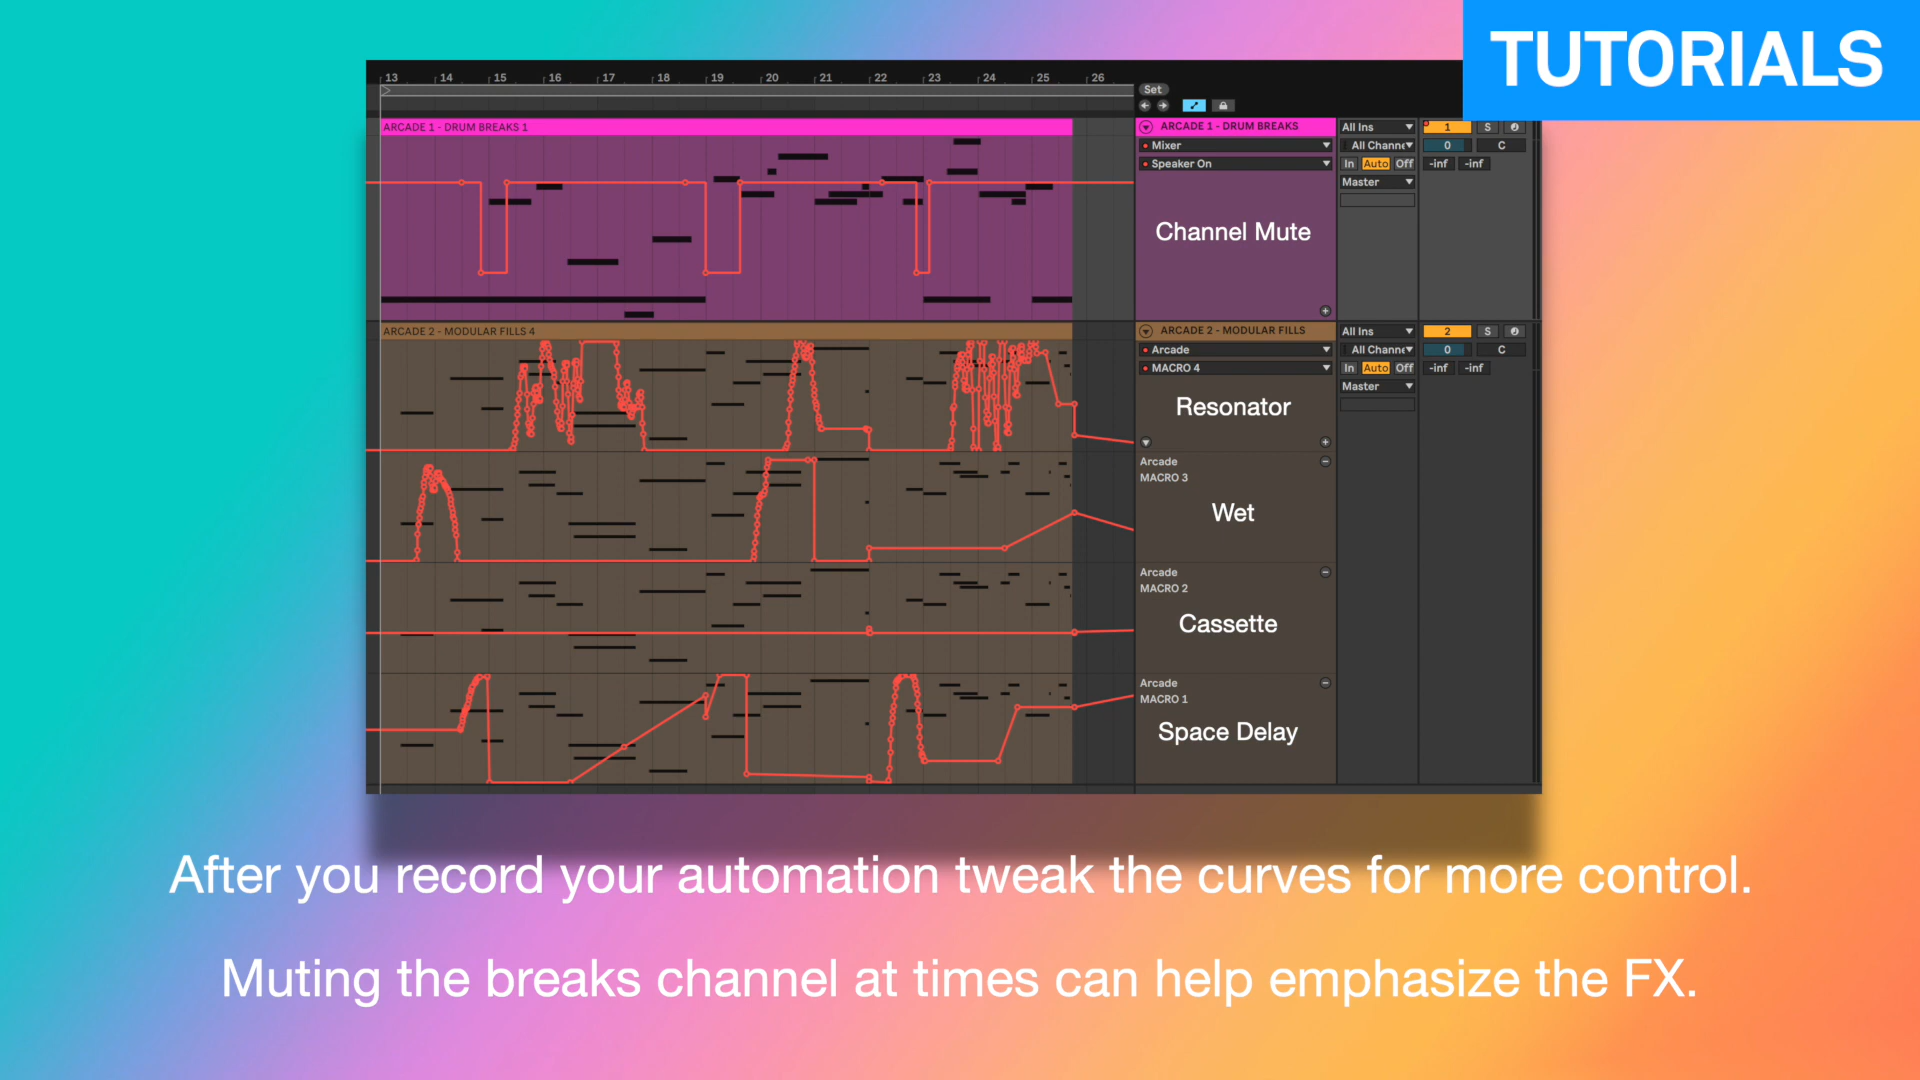 TUTORIALS
13 14 15 16 17 18 19 20 21 22 23 24 25 26
Set
ARCADE 1 - DRUM BREAKS 1
ARCADE 1 - DRUM BREAKS
All Ins
1
S
Mixer
All Channe
0
C
Speaker On
In
Auto
Off
-inf
-inf
Master
Channel Mute
ARCADE 2 - MODULAR FILLS 4
ARCADE 2 - MODULAR FILLS
All Ins
2
S
Arcade
All Channe
0
C
MACRO 4
In
Auto
Off
-inf
-inf
Master
Resonator
Arcade
MACRO 3
Wet
Arcade
MACRO 2
Cassette
Arcade
MACRO 1
Space Delay
After you record your automation tweak the curves for more control.
Muting the breaks channel at times can help emphasize the FX.